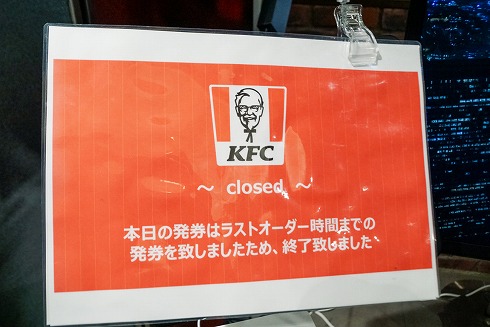 KFC
～ closed ～
本日の発券はラストオーダー時間までの
発券を致しましたため、終了致しました